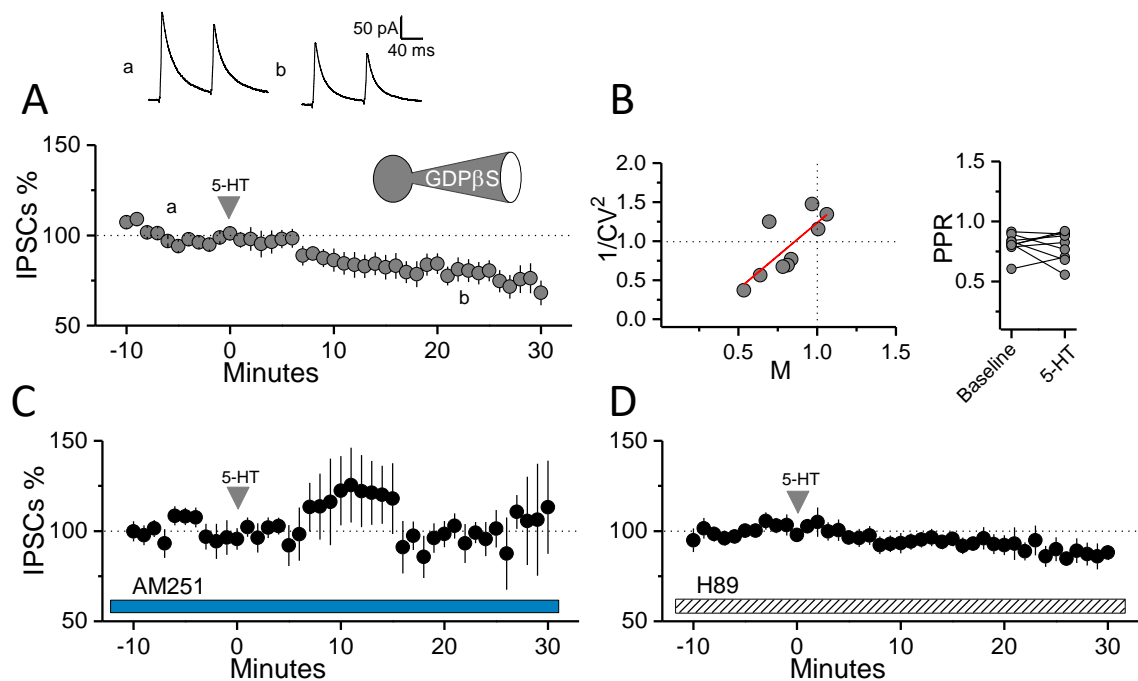 50 pA
40 ms
a
b
A
150
100
50
IPSCs %
a
5-HT
GDPβS
b
-10
0
10
20
30
Minutes
B
2.0
1.5
1.0
0.5
0.0
1/CV²
0.5
1.0
1.5
M
1.5
1.0
0.5
PPR
Baseline
5-HT
C
150
100
50
IPSCs %
5-HT
AM251
-10
0
10
20
30
Minutes
D
150
100
50
5-HT
H89
-10
0
10
20
30
Minutes